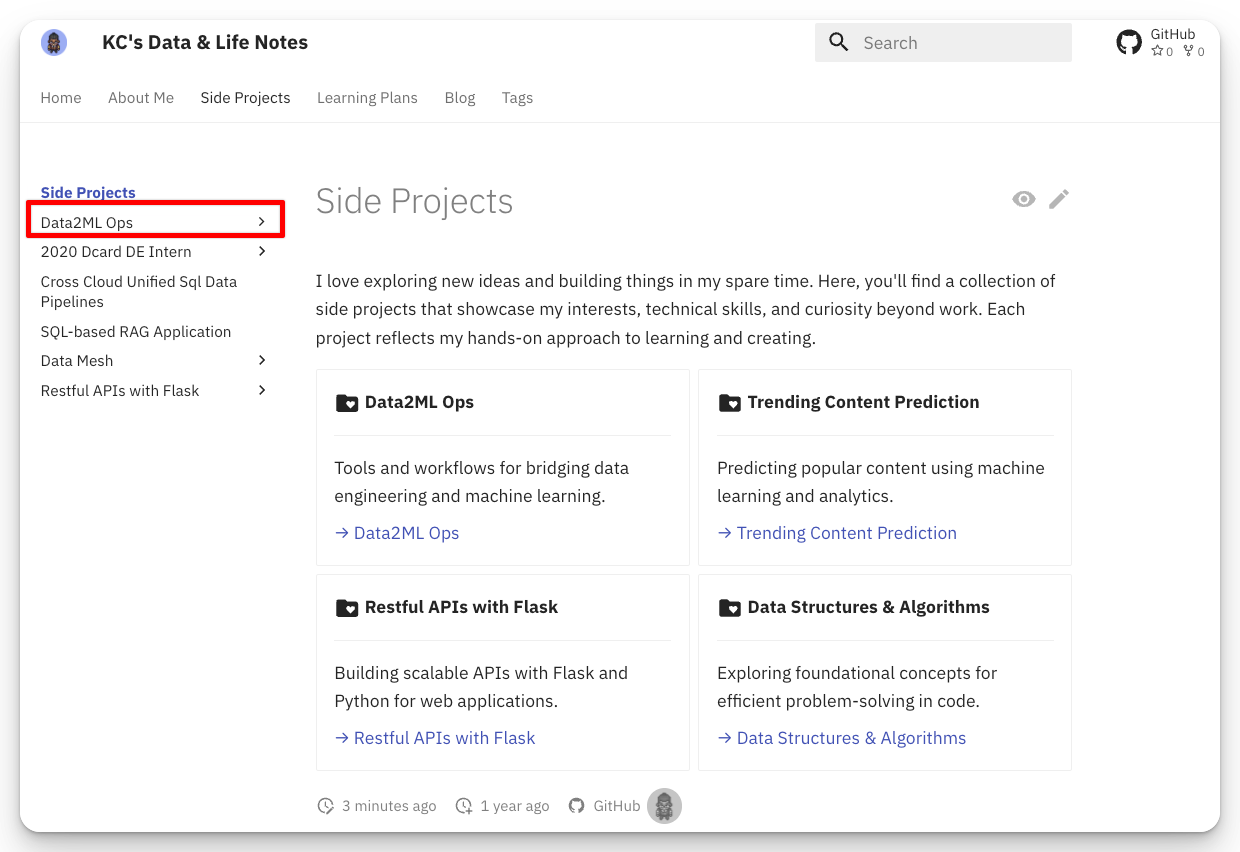 KC's Data & Life Notes
Search
GitHub
0 0
Home About Me Side Projects Learning Plans Blog Tags
Side Projects
Data2ML Ops
2020 Dcard DE Intern
Cross Cloud Unified Sql Data
Pipelines
SQL-based RAG Application
Data Mesh
Restful APIs with Flask
Side Projects
I love exploring new ideas and building things in my spare time. Here, you'll find a collection of
side projects that showcase my interests, technical skills, and curiosity beyond work. Each
project reflects my hands-on approach to learning and creating.
Data2ML Ops
Tools and workflows for bridging data
engineering and machine learning.
→ Data2ML Ops
Trending Content Prediction
Predicting popular content using machine
learning and analytics.
→ Trending Content Prediction
Restful APIs with Flask
Building scalable APIs with Flask and
Python for web applications.
→ Restful APIs with Flask
Data Structures & Algorithms
Exploring foundational concepts for
efficient problem-solving in code.
→ Data Structures & Algorithms
3 minutes ago 1 year ago GitHub